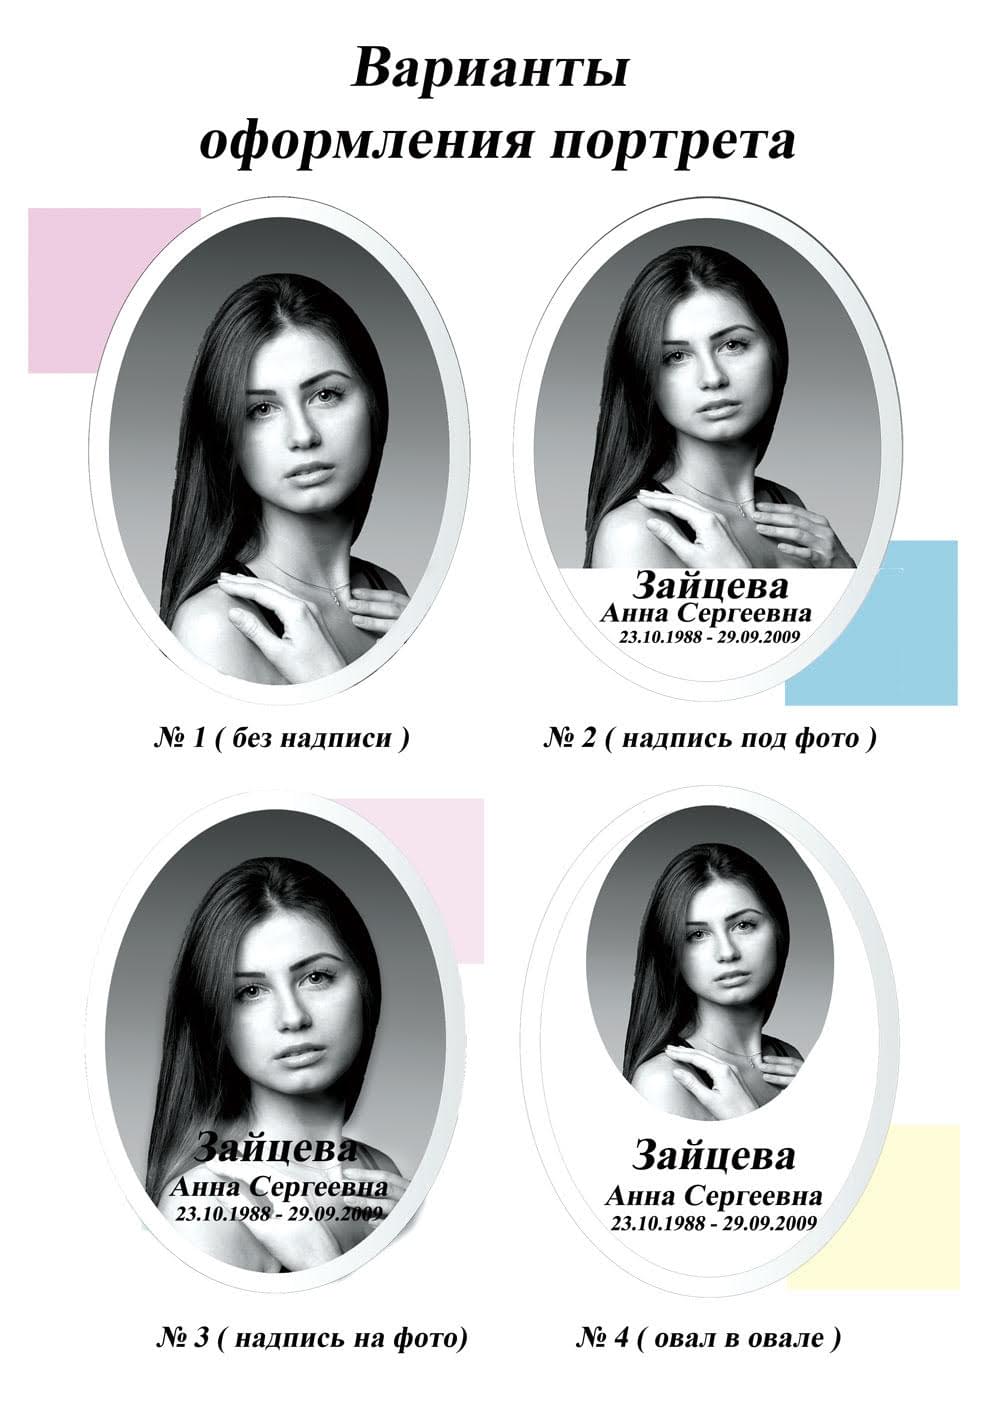 Варианты
оформления портрета
Зайцева
Анна Сергеевна
23.10.1988 - 29.09.2009
№ 1 ( без надписи )
№ 2 ( надпись под фото )
Зайцева
Анна Сергеевна
23.10.1988 - 29.09.2009
Зайцева
Анна Сергеевна
23.10.1988 - 29.09.2009
№ 3 ( надпись на фото)
№ 4 ( овал в овале )